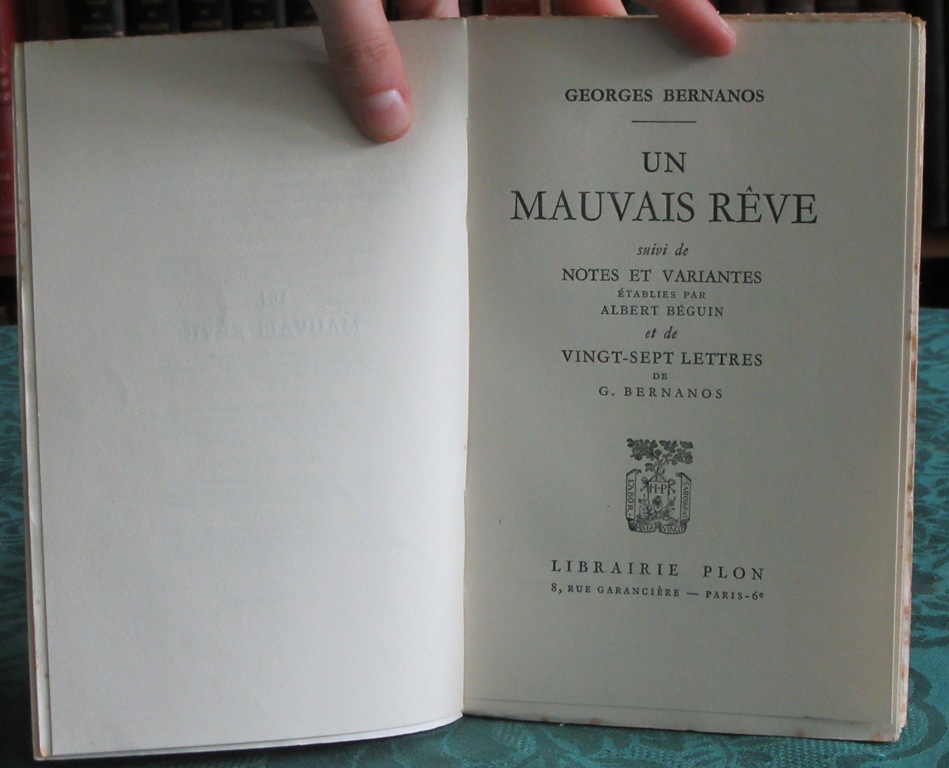 GEORGES BERNANOS
UN
MAUVAIS RÊVE
suivi de
NOTES ET VARIANTES
ÉTABLIES PAR
ALBERT BÉGUIN
et de
VINGT-SEPT LETTRES
DE
G. BERNANOS
LABOR
H·P
LIBRAIRIE PLON
8, RUE GARANCIÈRE — PARIS-6e